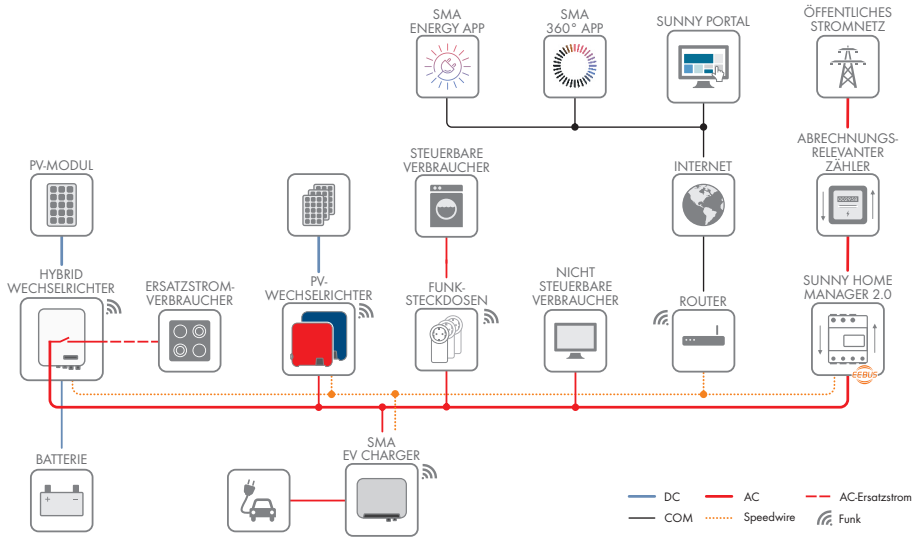 SMA
ENERGY APP
SMA
360° APP
SUNNY PORTAL
ÖFFENTLICHES
STROMNETZ
PV-MODUL
STEUERBARE
VERBRAUCHER
INTERNET
ABRECHNUNGS-
RELEVANTER
ZÄHLER
HYBRID
WECHSELRICHTER
ERSATZSTROM-
VERBRAUCHER
PV-
WECHSELRICHTER
FUNK-
STECKDOSEN
NICHT
STEUERBARE
VERBRAUCHER
ROUTER
SUNNY HOME
MANAGER 2.0
EEBUS
BATTERIE
+ −
SMA
EV CHARGER
DC
AC
AC-Ersatzstrom
COM
Speedwire
Funk